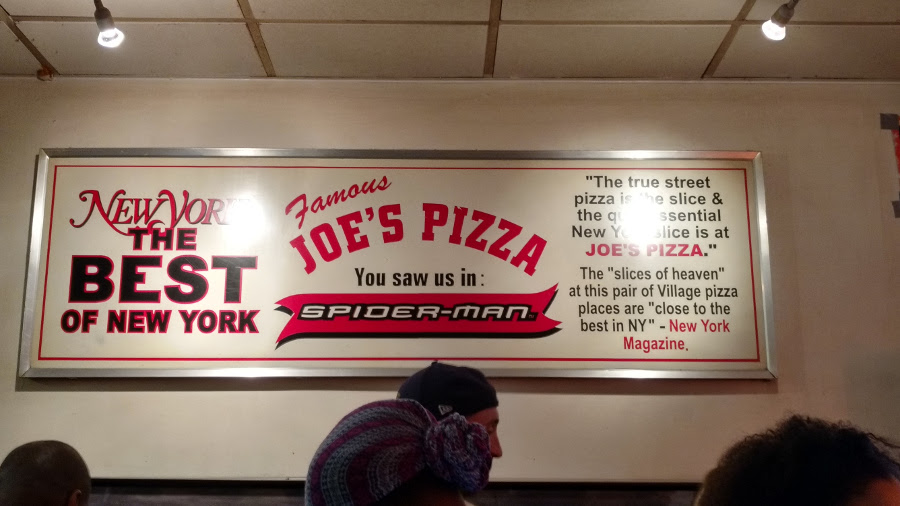 NEW YORK
THE
BEST
OF NEW YORK
Famous
JOE'S PIZZA
You saw us in:
SPIDER-MAN
"The true street
pizza is the slice &
the quintessential
New York slice is at
JOE'S PIZZA."
The "slices of heaven"
at this pair of Village pizza
places are "close to the
best in NY" - New York
Magazine.